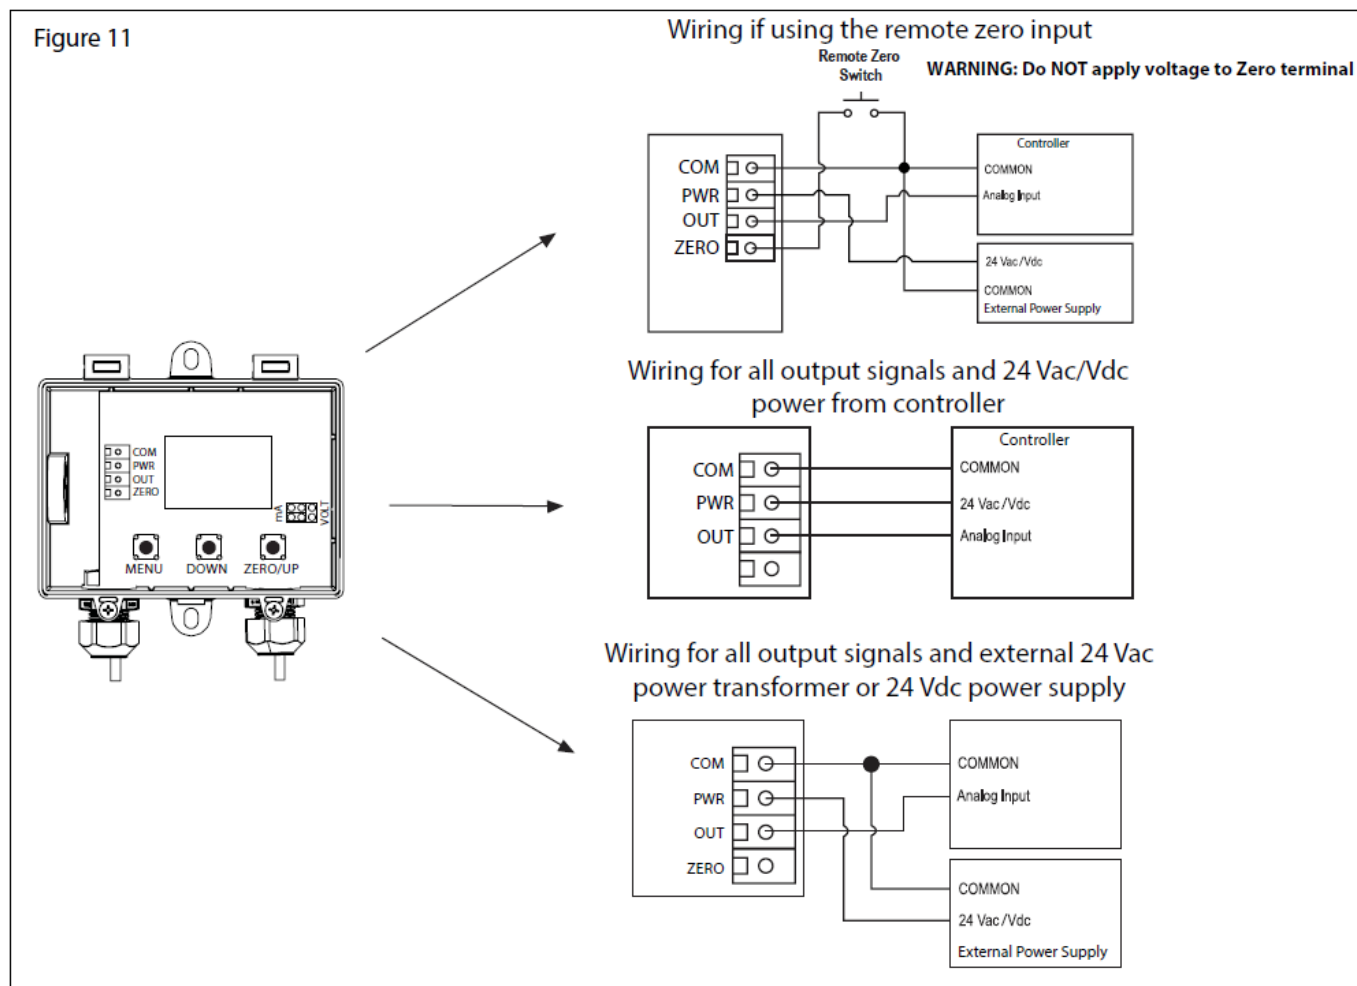 Figure 11
Wiring if using the remote zero input
Remote Zero
Switch
WARNING: Do NOT apply voltage to Zero terminal
COM
PWR
OUT
ZERO
Controller
COMMON
Analog Input
24 Vac/Vdc
COMMON
External Power Supply
Wiring for all output signals and 24 Vac/Vdc
power from controller
COM
PWR
OUT
Controller
COMMON
24 Vac/Vdc
Analog Input
COM
PWR
OUT
ZERO
mA
VOLT
MENU
DOWN
ZERO/UP
Wiring for all output signals and external 24 Vac
power transformer or 24 Vdc power supply
COM
PWR
OUT
ZERO
COMMON
Analog Input
COMMON
24 Vac/Vdc
External Power Supply